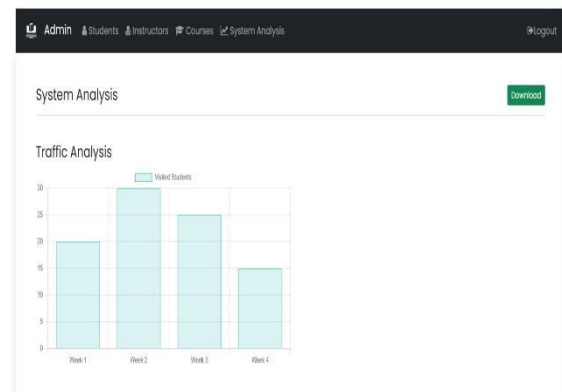 Admin Students Instructors Courses System Analysis Logout
System Analysis Download
Traffic Analysis
Visited Students
30
25
20
15
10
5
0
Week 1 Week 2 Week 3 Week 4